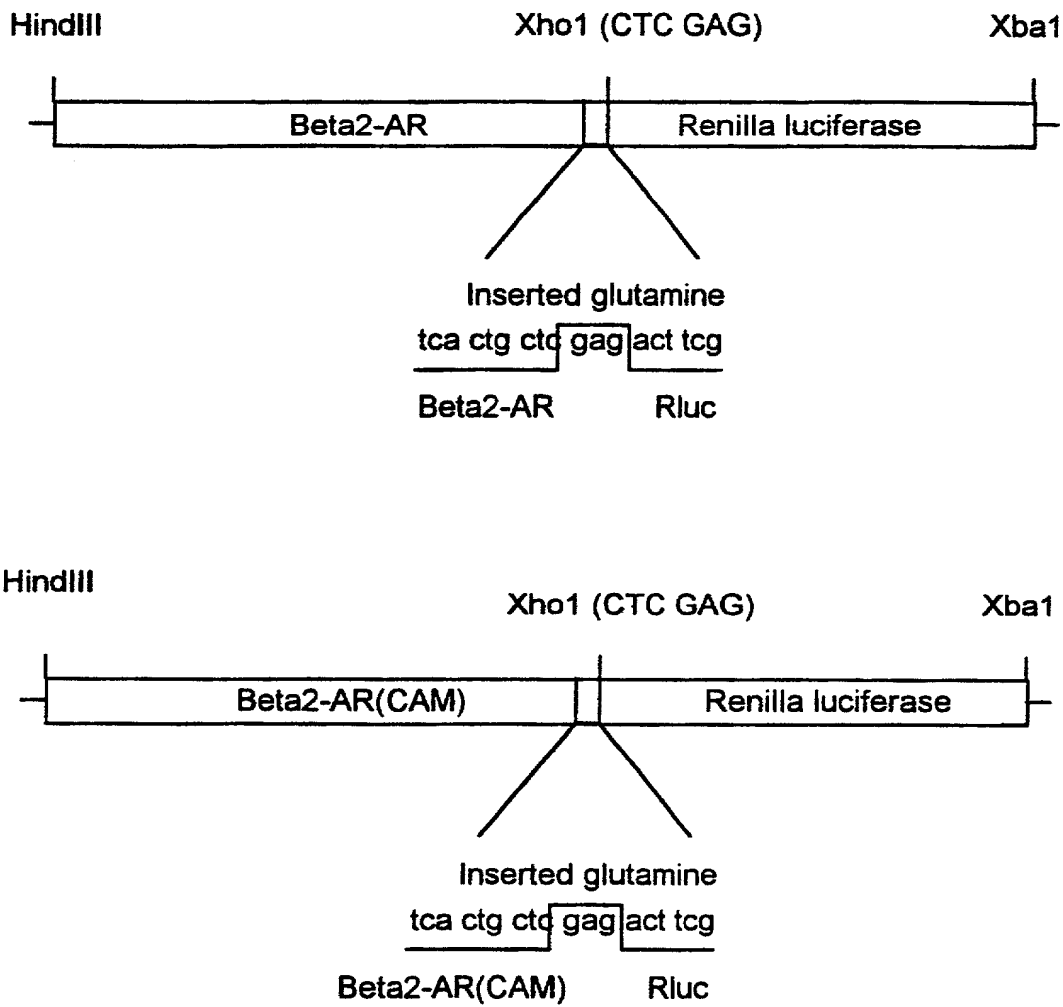 HindIII Xho1 (CTC GAG) Xba1
Beta2-AR Renilla luciferase
Inserted glutamine
tca ctg ctc gag act tcg
Beta2-AR Rluc
HindIII
Xho1 (CTC GAG) Xba1
Beta2-AR(CAM) Renilla luciferase
Inserted glutamine
tca ctg ctc gag act tcg
Beta2-AR(CAM) Rluc